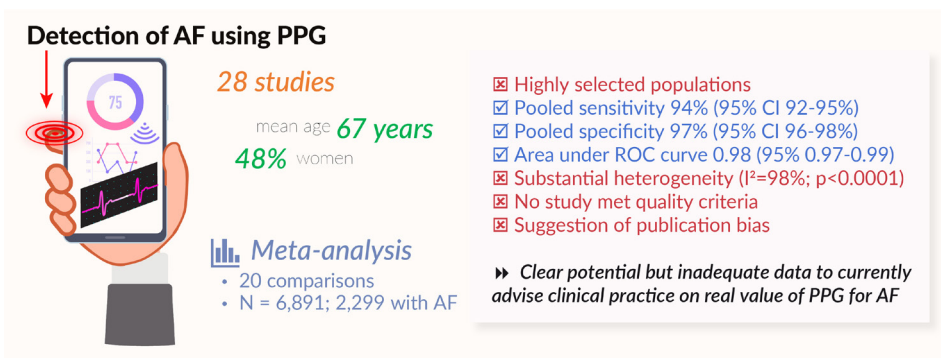 Detection of AF using PPG
75
28 studies
mean age 67 years
48% women
Meta-analysis
• 20 comparisons
• N = 6,891; 2,299 with AF
Highly selected populations
Pooled sensitivity 94% (95% CI 92-95%)
Pooled specificity 97% (95% CI 96-98%)
Area under ROC curve 0.98 (95% 0.97-0.99)
Substantial heterogeneity (I²=98%; p<0.0001)
No study met quality criteria
Suggestion of publication bias
Clear potential but inadequate data to currently
advise clinical practice on real value of PPG for AF